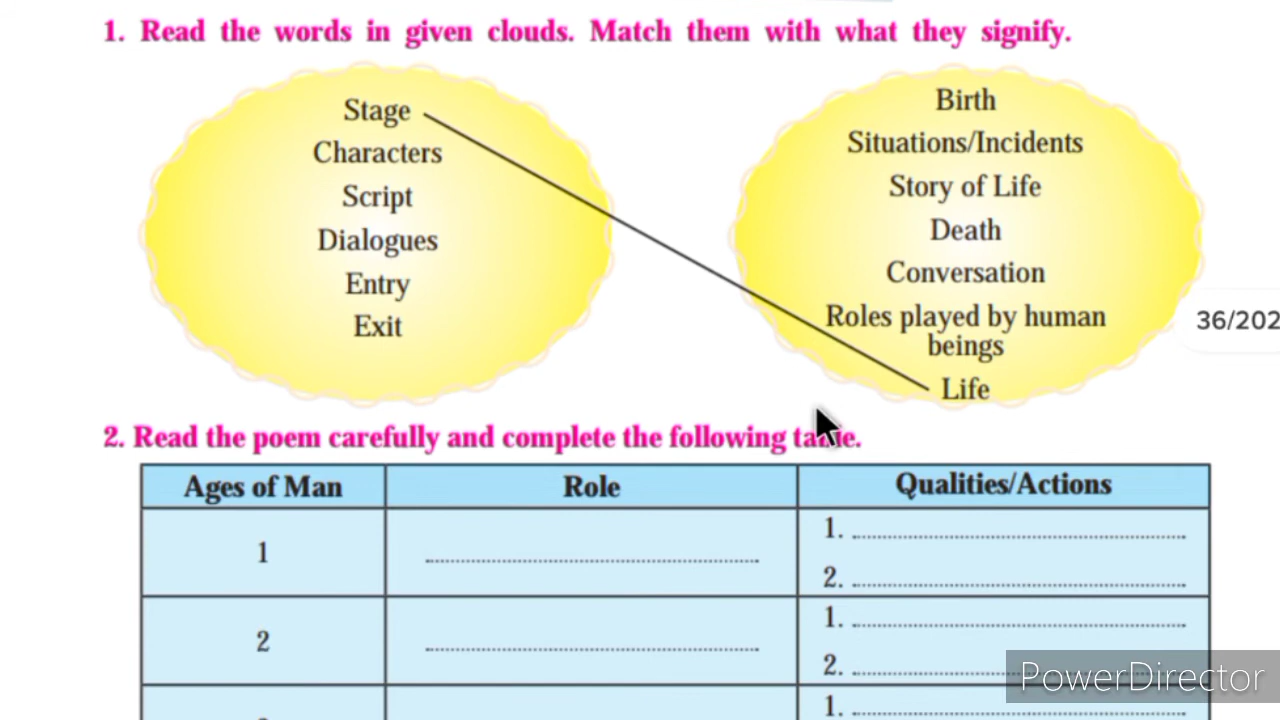 1. Read the words in given clouds. Match them with what they signify.
Stage
Characters
Script
Dialogues
Entry
Exit
Birth
Situations/Incidents
Story of Life
Death
Conversation
Roles played by human
beings
Life
36/202
2. Read the poem carefully and complete the following
Ages of Man
Role
Qualities/Actions
1
1.
2.
2
1.
2.
1.
PowerDirector